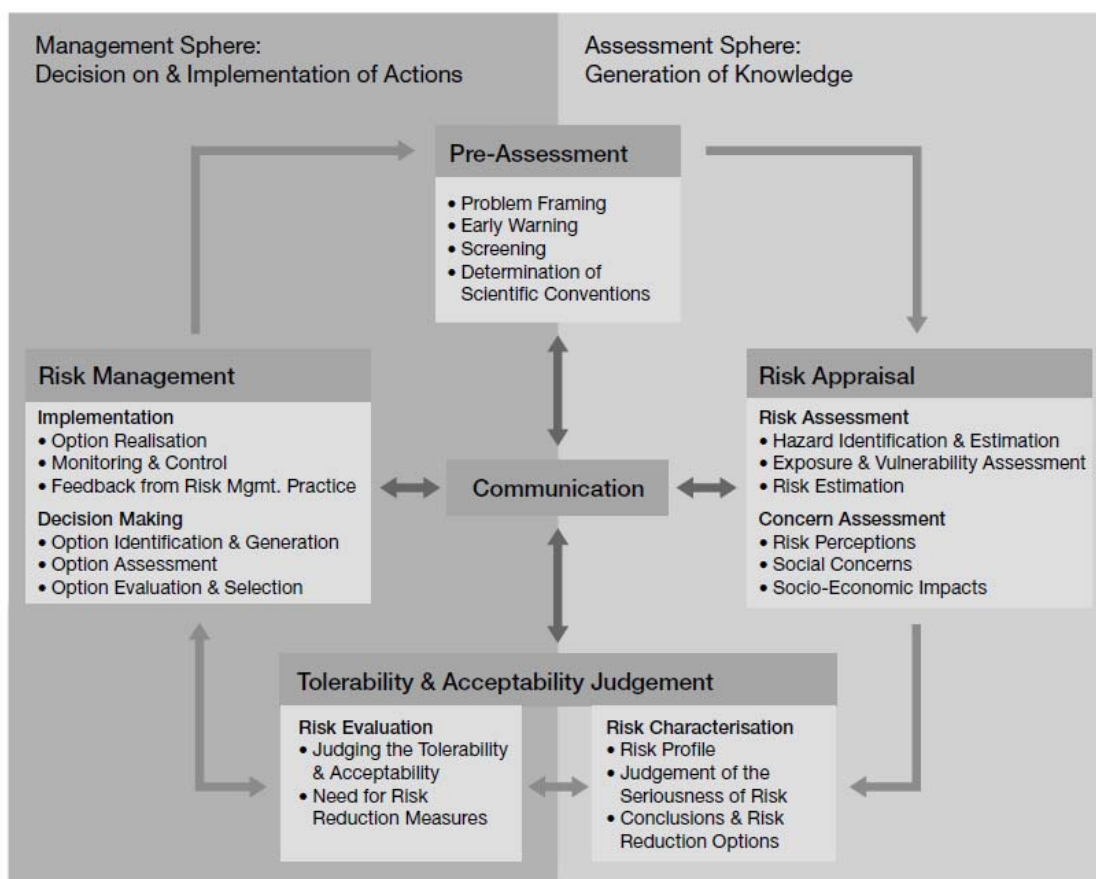 Management Sphere:
Decision on & Implementation of Actions
Assessment Sphere:
Generation of Knowledge
Pre-Assessment
• Problem Framing
• Early Warning
• Screening
• Determination of
Scientific Conventions
Risk Management
Implementation
• Option Realisation
• Monitoring & Control
• Feedback from Risk Mgmt. Practice
Decision Making
• Option Identification & Generation
• Option Assessment
• Option Evaluation & Selection
Communication
Risk Appraisal
Risk Assessment
• Hazard Identification & Estimation
• Exposure & Vulnerability Assessment
• Risk Estimation
Concern Assessment
• Risk Perceptions
• Social Concerns
• Socio-Economic Impacts
Tolerability & Acceptability Judgement
Risk Evaluation
• Judging the Tolerability
& Acceptability
• Need for Risk
Reduction Measures
Risk Characterisation
• Risk Profile
• Judgement of the
Seriousness of Risk
• Conclusions & Risk
Reduction Options